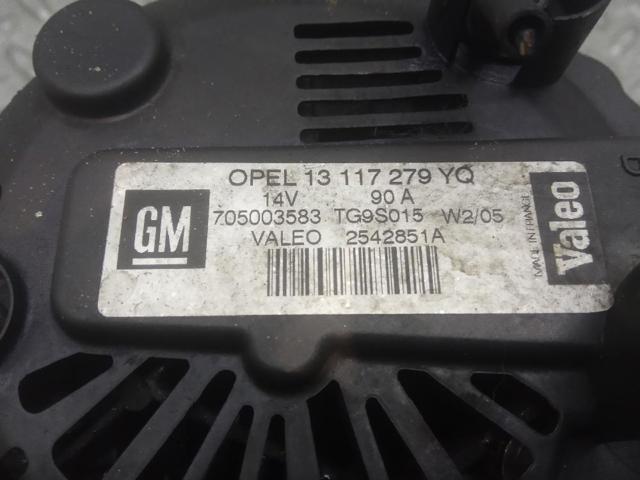 OPEL 13 117 279 YQ
14V 90 A
705003583 TG9S015 W2/05
VALEO 2542851A
GM
MADE IN FRANCE
Valeo